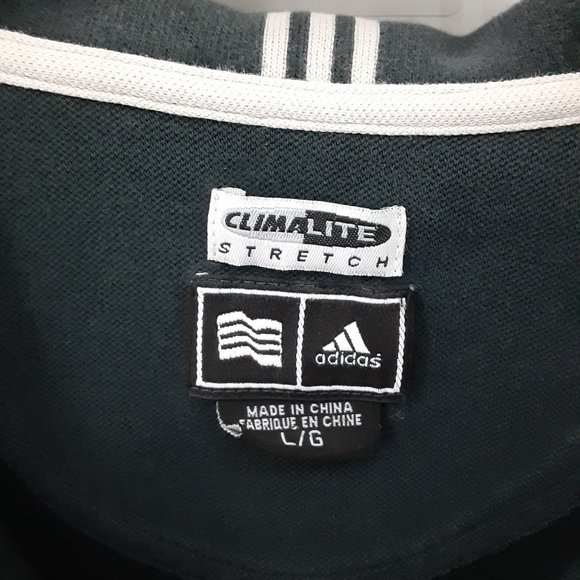 CLIMALITE
STRETCH
adidas
MADE IN CHINA
FABRIQUE EN CHINE
L/G